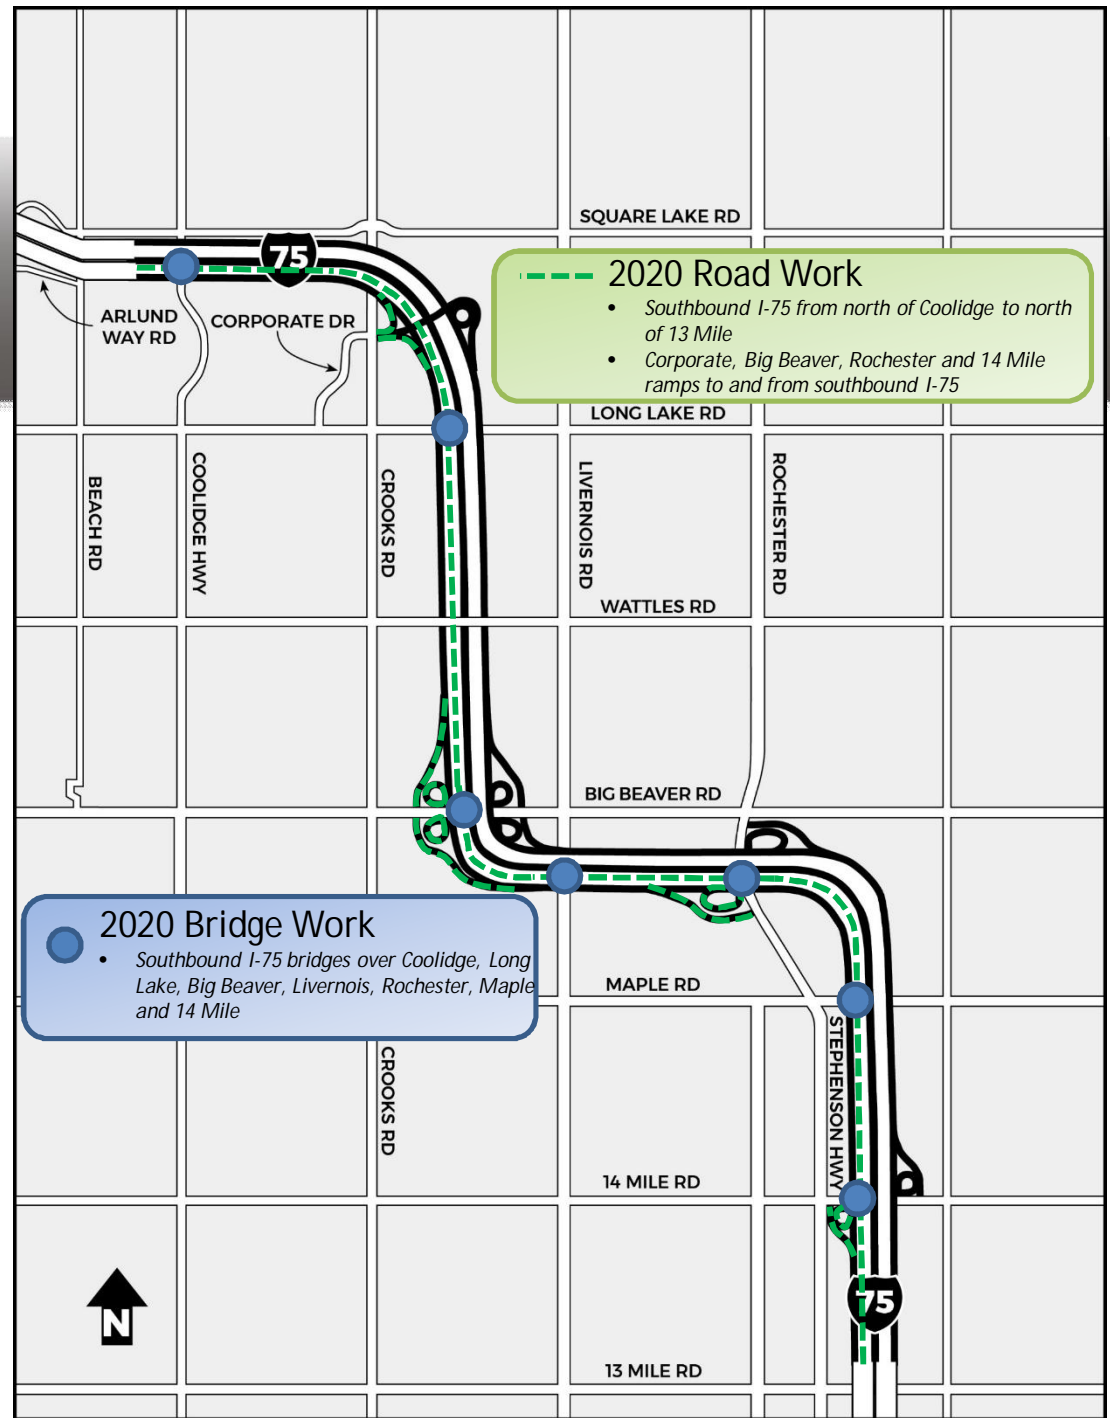 SQUARE LAKE RD
75
2020 Road Work
• Southbound I-75 from north of Coolidge to north
of 13 Mile
• Corporate, Big Beaver, Rochester and 14 Mile
ramps to and from southbound I-75
ARLUND
WAY RD
CORPORATE DR
LONG LAKE RD
BEACH RD
COOLIDGE HWY
CROOKS RD
LIVERNOIS RD
ROCHESTER RD
WATTLES RD
BIG BEAVER RD
2020 Bridge Work
• Southbound I-75 bridges over Coolidge, Long
Lake, Big Beaver, Livernois, Rochester, Maple
and 14 Mile
MAPLE RD
CROOKS RD
STEPHENSON HWY
14 MILE RD
N
75
13 MILE RD